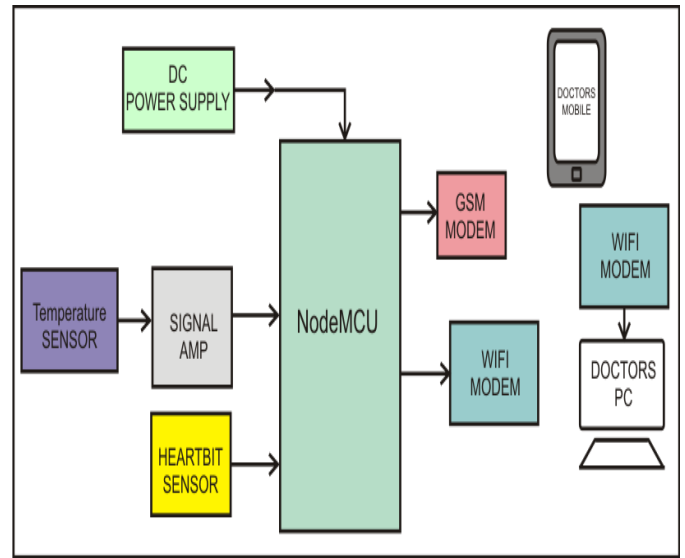 DC
POWER SUPPLY
DOCTORS
MOBILE
GSM
MODEM
WIFI
MODEM
Temperature
SENSOR
SIGNAL
AMP
NodeMCU
WIFI
MODEM
DOCTORS
PC
HEARTBIT
SENSOR